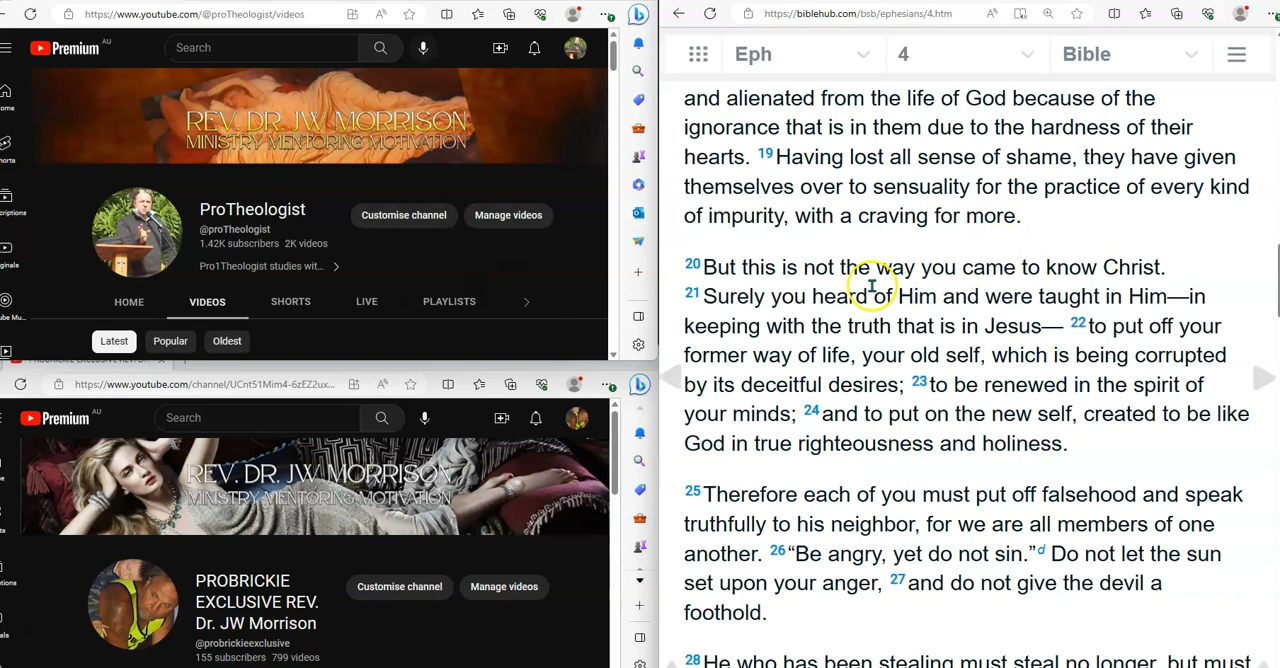 https://www.youtube.com/@proTheologist/videos
Premium AU
Search
REV. DR. JW MORRISON
MINISTRY MENTORING MOTIVATION
ProTheologist
@proTheologist
1.42K subscribers 2K videos
Pro1Theologist studies wit...
Customise channel
Manage videos
HOME VIDEOS SHORTS LIVE PLAYLISTS
Latest Popular Oldest
https://www.youtube.com/channel/UCnt51Mim4-6zEZ2ux...
Premium AU
Search
REV. DR. JW MORRISON
MINISTRY MENTORING MOTIVATION
PROBRICKIE
EXCLUSIVE REV.
Dr. JW Morrison
@probrickieexclusive
155 subscribers 799 videos
Customise channel
Manage videos
https://biblehub.com/bsb/ephesians/4.htm
Eph 4 Bible
and alienated from the life of God because of the
ignorance that is in them due to the hardness of their
hearts. 19 Having lost all sense of shame, they have given
themselves over to sensuality for the practice of every kind
of impurity, with a craving for more.
20 But this is not the way you came to know Christ.
21 Surely you heard of Him and were taught in Him—in
keeping with the truth that is in Jesus— 22 to put off your
former way of life, your old self, which is being corrupted
by its deceitful desires; 23 to be renewed in the spirit of
your minds; 24 and to put on the new self, created to be like
God in true righteousness and holiness.
25 Therefore each of you must put off falsehood and speak
truthfully to his neighbor, for we are all members of one
another. 26 “Be angry, yet do not sin.” d Do not let the sun
set upon your anger, 27 and do not give the devil a
foothold.
28 He who has been stealing must steal no longer, but must